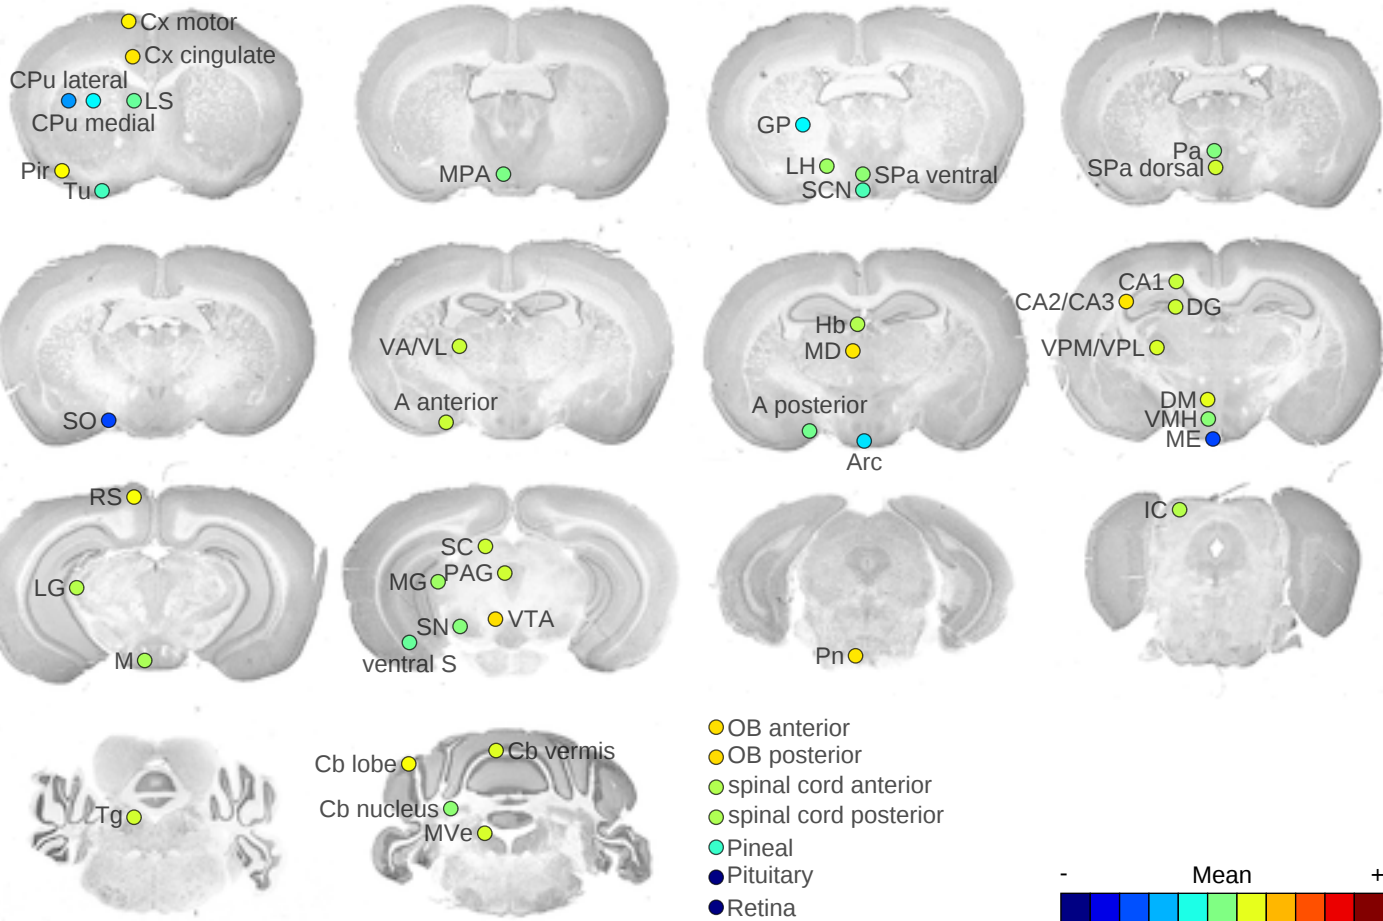 Cx motor
Cx cingulate
CPu lateral
LS
CPu medial
Pir
Tu
MPA
GP
LH
SPa ventral
SCN
Pa
SPa dorsal
SO
VA/VL
A anterior
Hb
MD
A posterior
Arc
CA1
CA2/CA3
DG
VPM/VPL
DM
VMH
ME
RS
LG
M
SC
PAG
MG
VTA
SN
ventral S
Pn
IC
Tg
Cb lobe
Cb vermis
Cb nucleus
MVe
OB anterior
OB posterior
spinal cord anterior
spinal cord posterior
Pineal
Pituitary
Retina
- Mean +